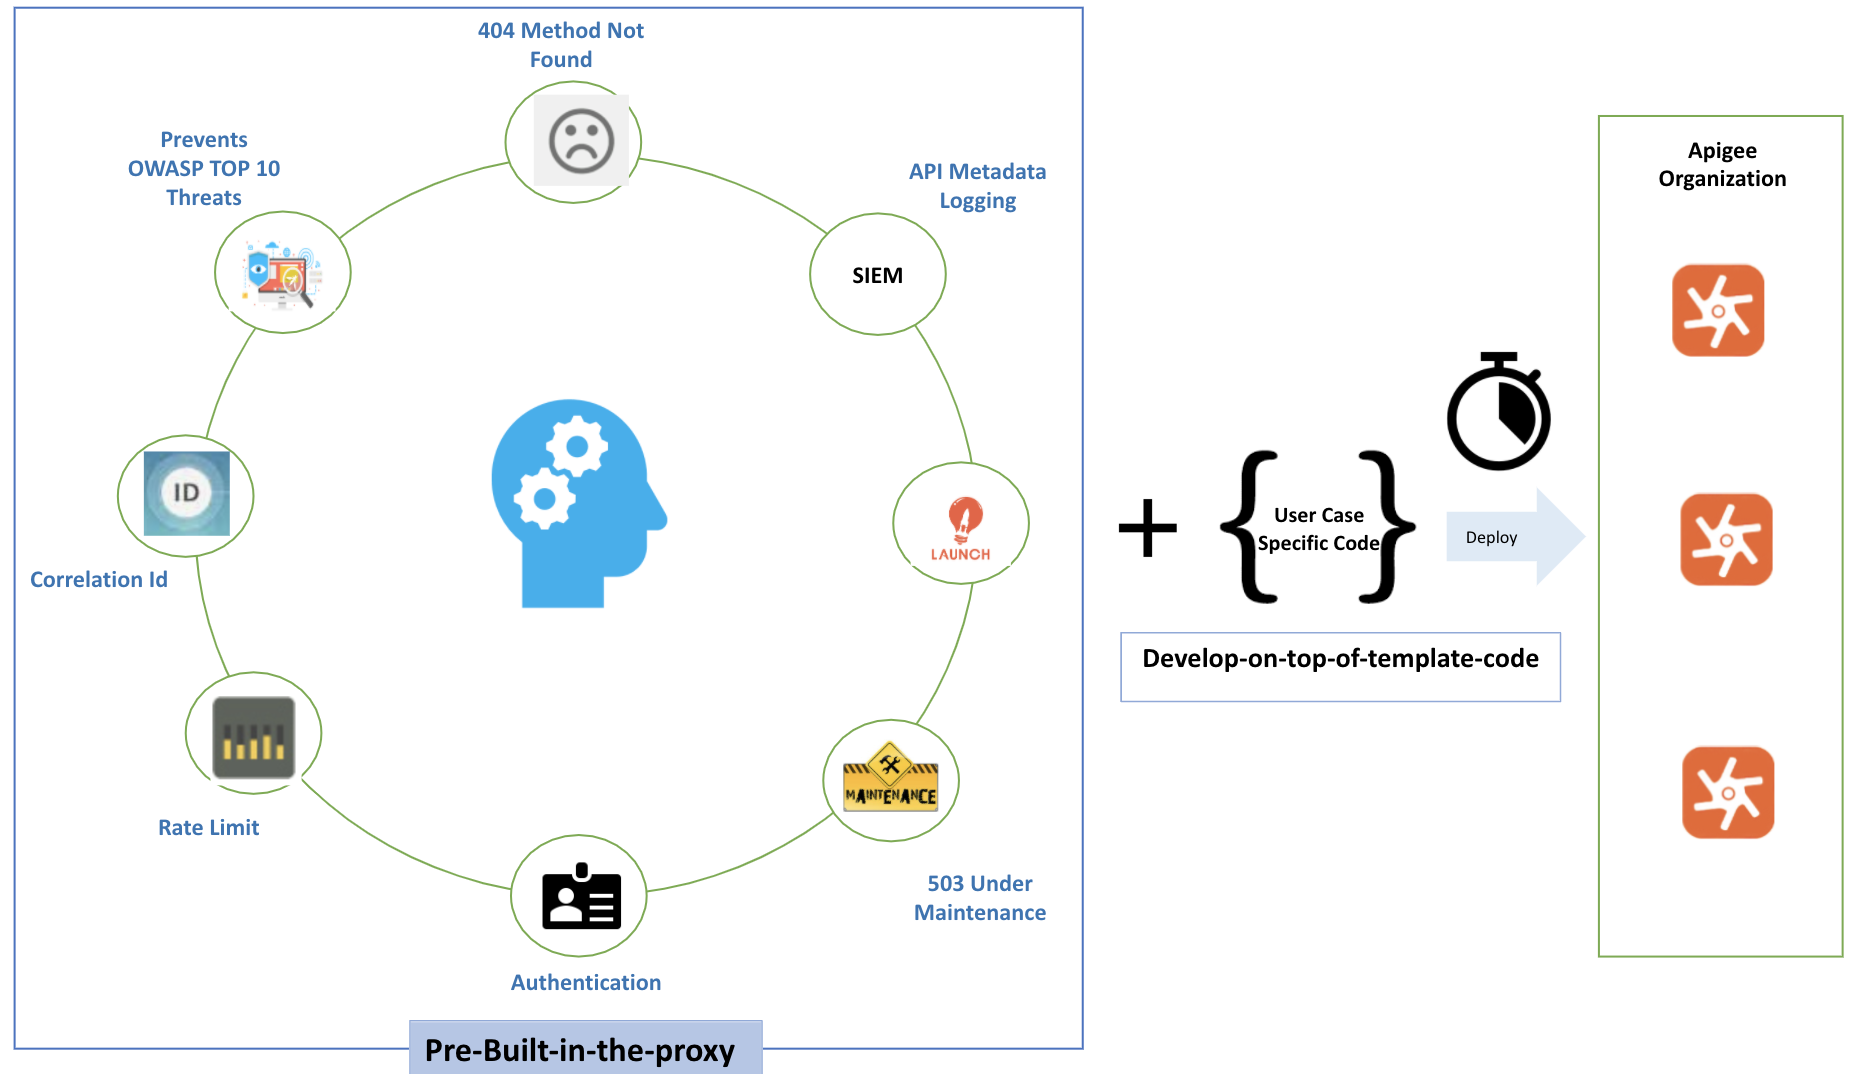 404 Method Not
Found
Prevents
OWASP TOP 10
Threats
API Metadata
Logging
SIEM
ID
Correlation Id
LAUNCH
Rate Limit
MAINTENANCE
503 Under
Maintenance
Authentication
Pre-Built-in-the-proxy
User Case
Specific Code
Deploy
Develop-on-top-of-template-code
Apigee
Organization